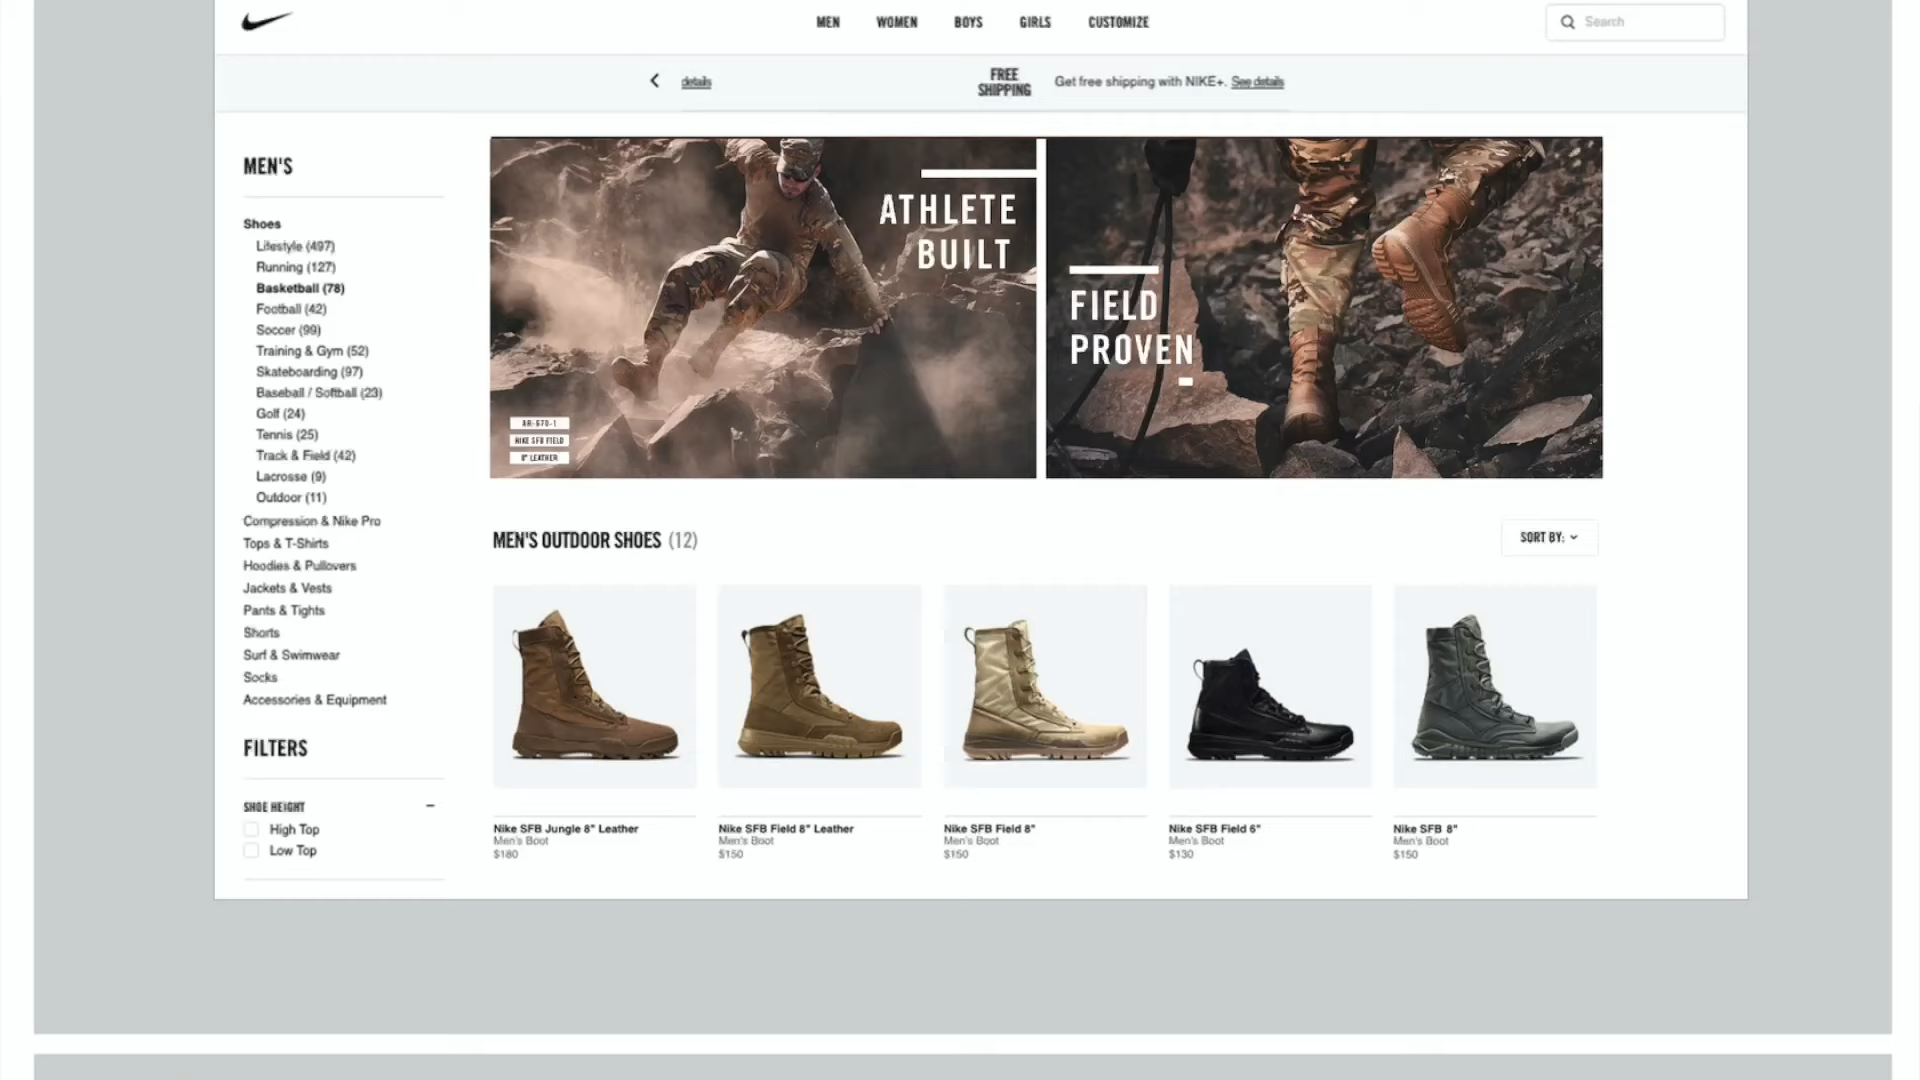 MEN WOMEN BOYS GIRLS CUSTOMIZE
Search
details
FREE
SHIPPING
Get free shipping with NIKE+. See details
MEN'S
Shoes
Lifestyle (497)
Running (127)
Basketball (78)
Football (42)
Soccer (99)
Training & Gym (52)
Skateboarding (97)
Baseball / Softball (23)
Golf (24)
Tennis (25)
Track & Field (42)
Lacrosse (9)
Outdoor (11)
Compression & Nike Pro
Tops & T-Shirts
Hoodies & Pullovers
Jackets & Vests
Pants & Tights
Shorts
Surf & Swimwear
Socks
Accessories & Equipment
FILTERS
SHOE HEIGHT
High Top
Low Top
ATHLETE
BUILT
AR-670-1
NIKE SFB FIELD
8" LEATHER
FIELD
PROVEN
MEN'S OUTDOOR SHOES (12)
SORT BY:
Nike SFB Jungle 8" Leather
Men's Boot
$180
Nike SFB Field 8" Leather
Men's Boot
$150
Nike SFB Field 8"
Men's Boot
$150
Nike SFB Field 6"
Men's Boot
$130
Nike SFB 8"
Men's Boot
$150